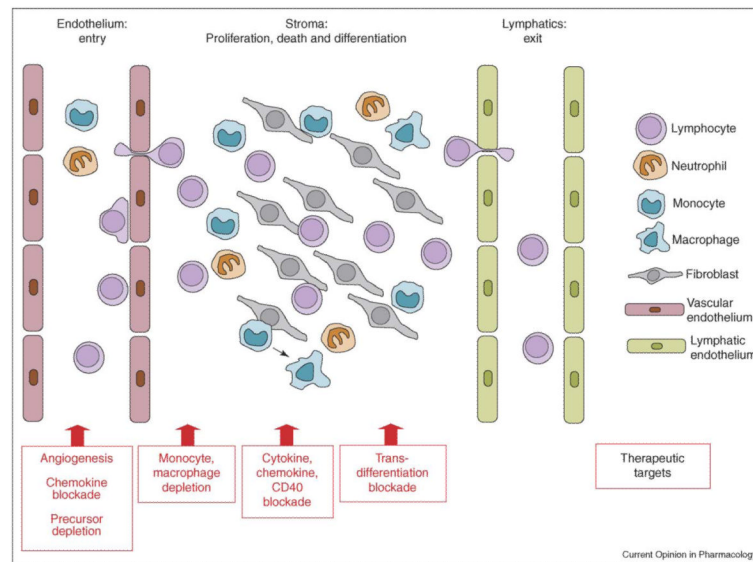 Endothelium:
entry
Stroma:
Proliferation, death and differentiation
Lymphatics:
exit
Lymphocyte
Neutrophil
Monocyte
Macrophage
Fibroblast
Vascular
endothelium
Lymphatic
endothelium
Angiogenesis
Chemokine
blockade
Precursor
depletion
Monocyte,
macrophage
depletion
Cytokine,
chemokine,
CD40
blockade
Trans-
differentiation
blockade
Therapeutic
targets
Current Opinion in Pharmacology